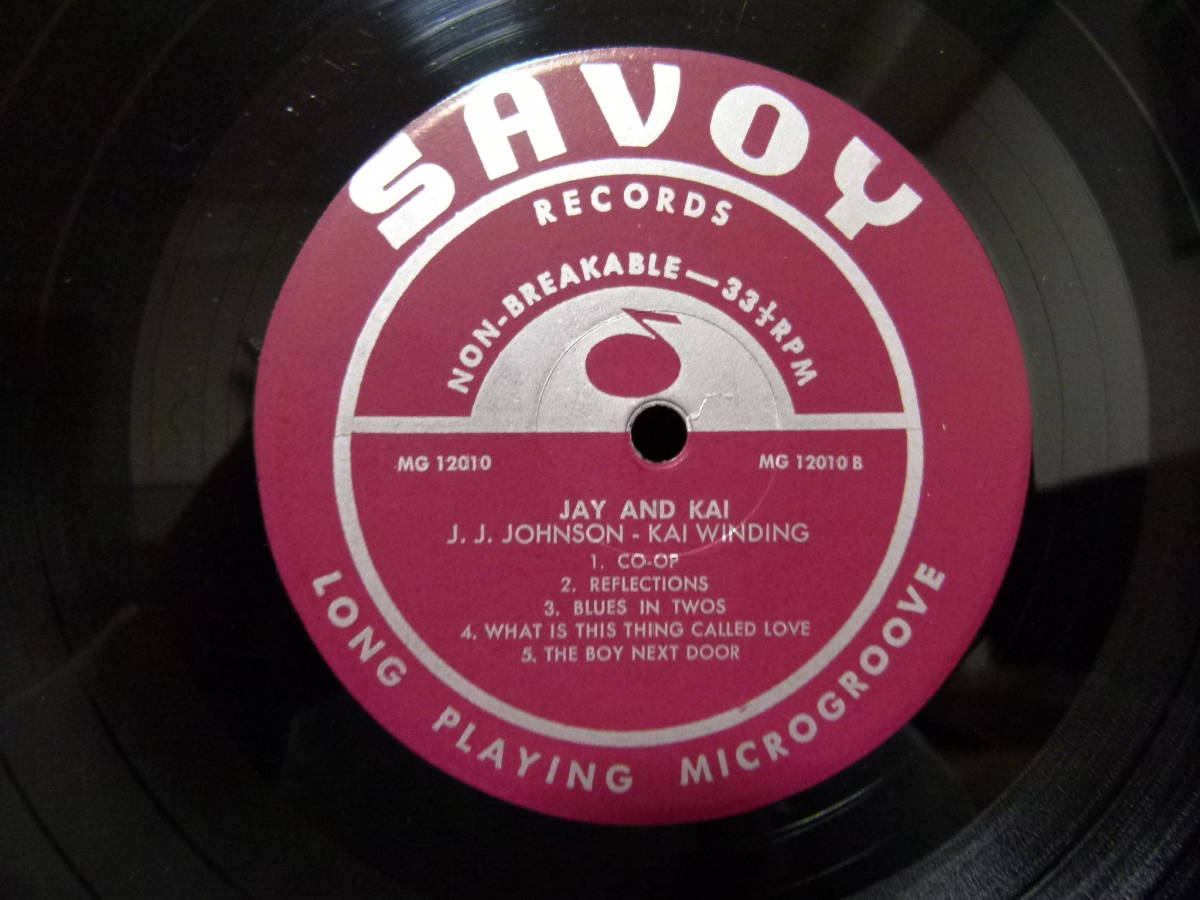 SAVOY
RECORDS
NON-BREAKABLE—33⅓RPM
MG 12010 MG 12010 B
JAY AND KAI
J. J. JOHNSON - KAI WINDING
1. CO-OP
2. REFLECTIONS
3. BLUES IN TWOS
4. WHAT IS THIS THING CALLED LOVE
5. THE BOY NEXT DOOR
LONG PLAYING MICROGROOVE